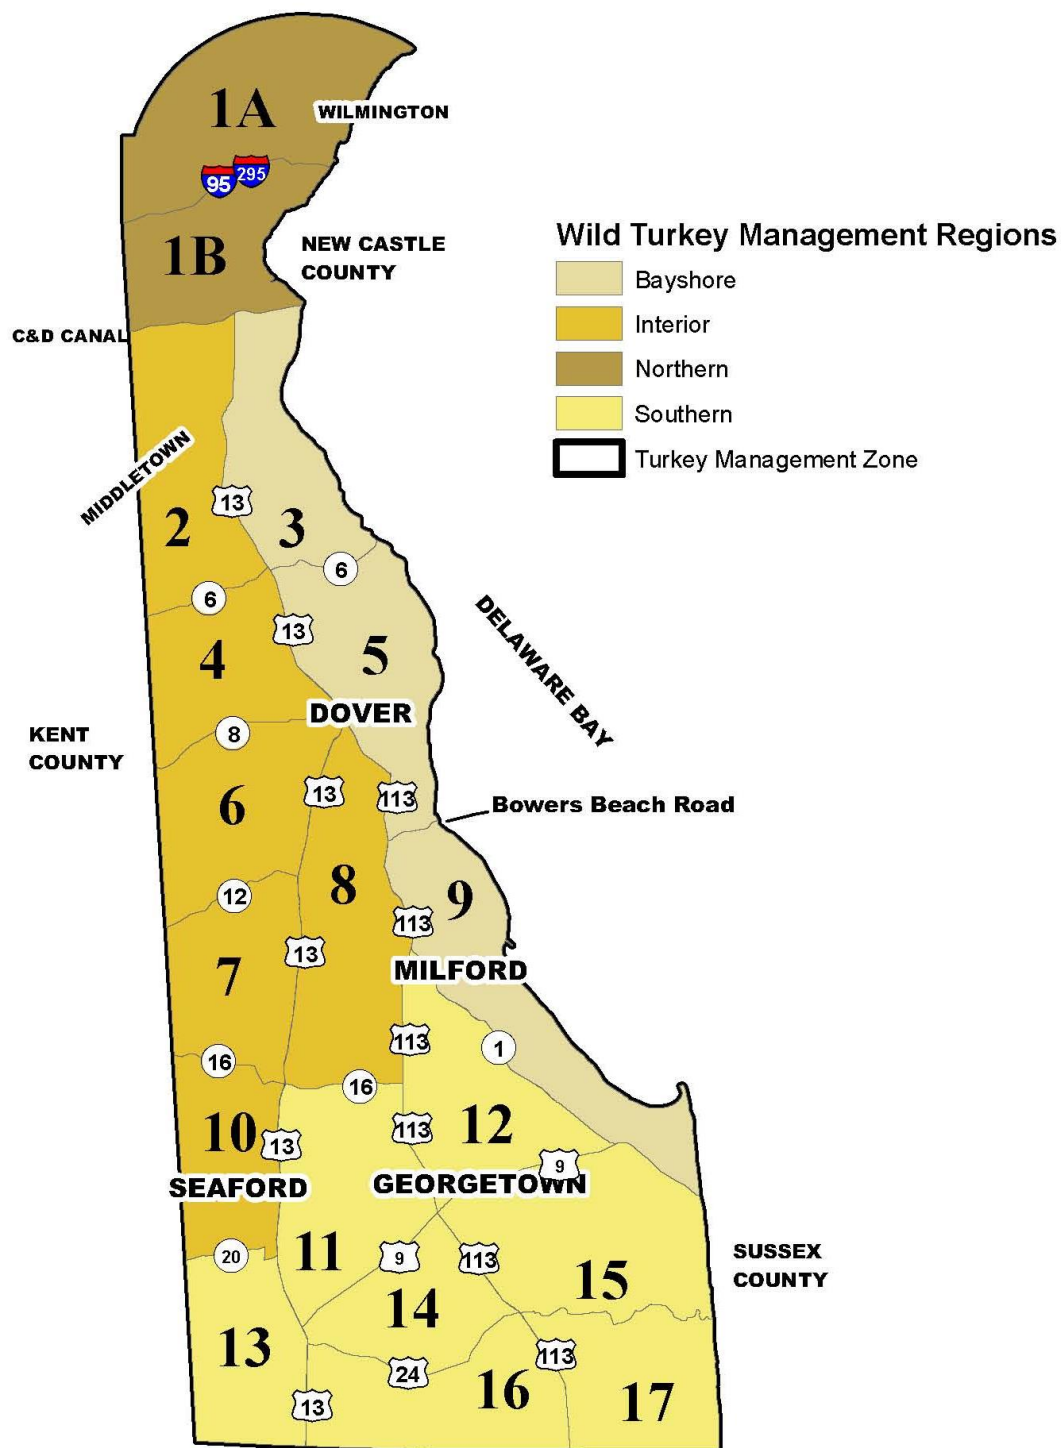 1A
WILMINGTON
95
295
1B
NEW CASTLE
COUNTY
C&D CANAL
Wild Turkey Management Regions
Bayshore
Interior
Northern
Southern
Turkey Management Zone
MIDDLETOWN
13
2
3
6
6
13
4
5
DELAWARE BAY
DOVER
KENT
COUNTY
8
6
13
113
Bowers Beach Road
12
8
9
113
13
7
MILFORD
113
1
16
16
10
13
113
12
9
SEAFORD
GEORGETOWN
20
11
9
113
15
SUSSEX
COUNTY
14
13
113
24
16
17
13